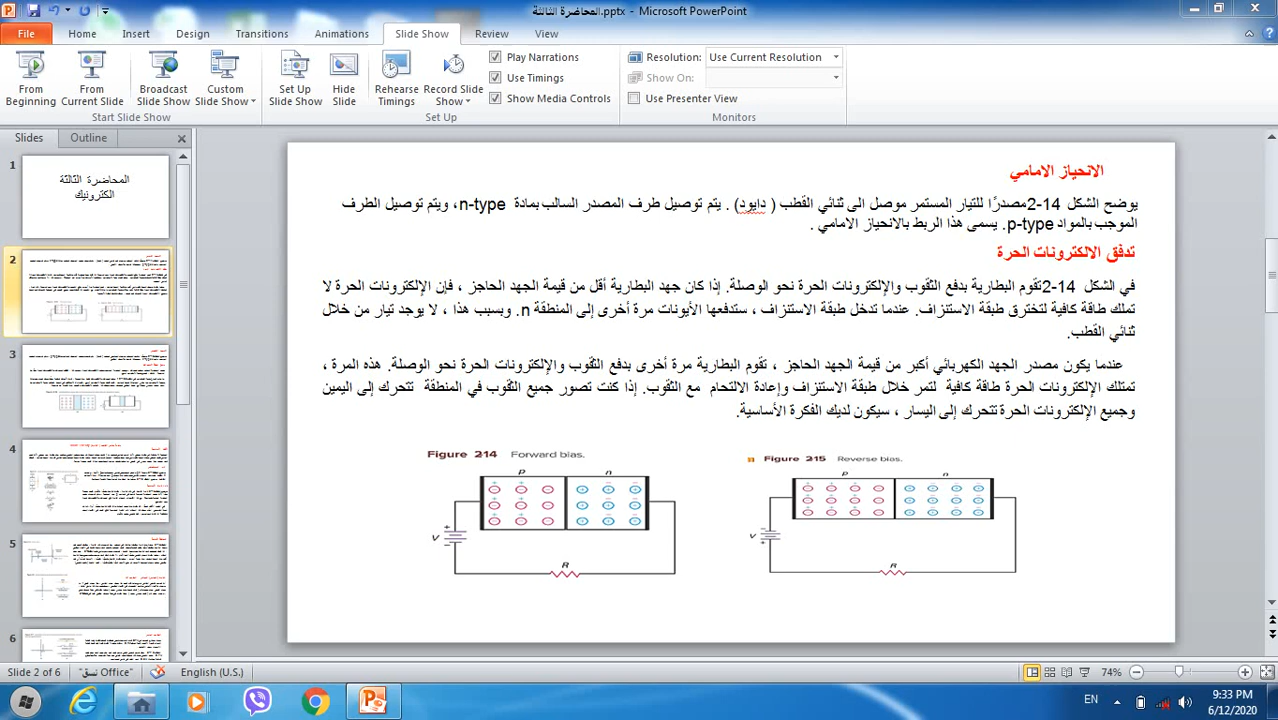 المحاضرة الثالثة.pptx - Microsoft PowerPoint
File Home Insert Design Transitions Animations Slide Show Review View
From Beginning
From Current Slide
Broadcast Slide Show
Custom Slide Show
Set Up Slide Show
Hide Slide
Rehearse Timings
Record Slide Show
Play Narrations
Use Timings
Show Media Controls
Resolution: Use Current Resolution
Show On:
Use Presenter View
Start Slide Show
Set Up
Monitors
Slides Outline
1
المحاضرة الثالثة
الكترونيك
2
3
4
5
6
الانحياز الامامي
يوضح الشكل 14-2مصدرًا للتيار المستمر موصل الى ثنائي القطب ( دايود) . يتم توصيل طرف المصدر السالب بمادة n-type، ويتم توصيل الطرف
الموجب بالمواد p-type. يسمى هذا الربط بالانحياز الامامي .
تدفق الالكترونات الحرة
في الشكل 14-2تقوم البطارية بدفع الثقوب والإلكترونات الحرة نحو الوصلة. إذا كان جهد البطارية أقل من قيمة الجهد الحاجز ، فإن الإلكترونات الحرة لا
تملك طاقة كافية لتخترق طبقة الاستنزاف. عندما تدخل طبقة الاستنزاف ، ستدفعها الأيونات مرة أخرى إلى المنطقة n. وبسبب هذا ، لا يوجد تيار من خلال
ثنائي القطب.
عندما يكون مصدر الجهد الكهربائي أكبر من قيمة الجهد الحاجز ، تقوم البطارية مرة أخرى بدفع الثقوب والإلكترونات الحرة نحو الوصلة. هذه المرة ،
تمتلك الإلكترونات الحرة طاقة كافية لتمر خلال طبقة الاستنزاف وإعادة الالتحام مع الثقوب. إذا كنت تصور جميع الثقوب في المنطقة تتحرك إلى اليمين
وجميع الإلكترونات الحرة تتحرك إلى اليسار ، سيكون لديك الفكرة الأساسية.
Figure 214 Forward bias.
p n
V
R
Figure 215 Reverse bias.
p n
V
R
Slide 2 of 6 "نسق Office" English (U.S.) 74%
EN
9:33 PM
6/12/2020